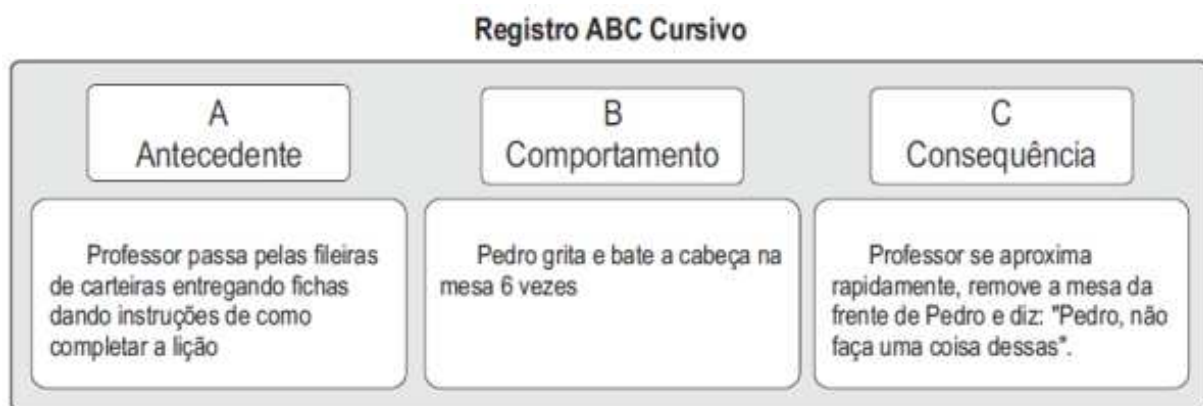 Registro ABC Cursivo
A
Antecedente
B
Comportamento
C
Consequência
Professor passa pelas fileiras
de carteiras entregando fichas
dando instruções de como
completar a lição
Pedro grita e bate a cabeça na
mesa 6 vezes
Professor se aproxima
rapidamente, remove a mesa da
frente de Pedro e diz: "Pedro, não
faça uma coisa dessas".